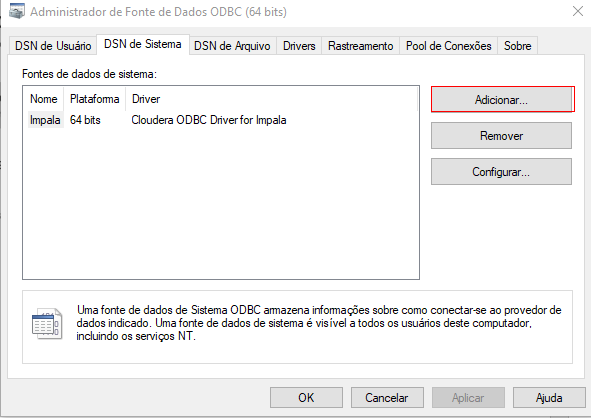 Administrador de Fonte de Dados ODBC (64 bits)
DSN de Usuário DSN de Sistema DSN de Arquivo Drivers Rastreamento Pool de Conexões Sobre
Fontes de dados de sistema:
Nome Plataforma Driver
Impala 64 bits Cloudera ODBC Driver for Impala
Adicionar...
Remover
Configurar...
Uma fonte de dados de Sistema ODBC armazena informações sobre como conectar-se ao provedor de
dados indicado. Uma fonte de dados de sistema é visível a todos os usuários deste computador,
incluindo os serviços NT.
OK Cancelar Aplicar Ajuda